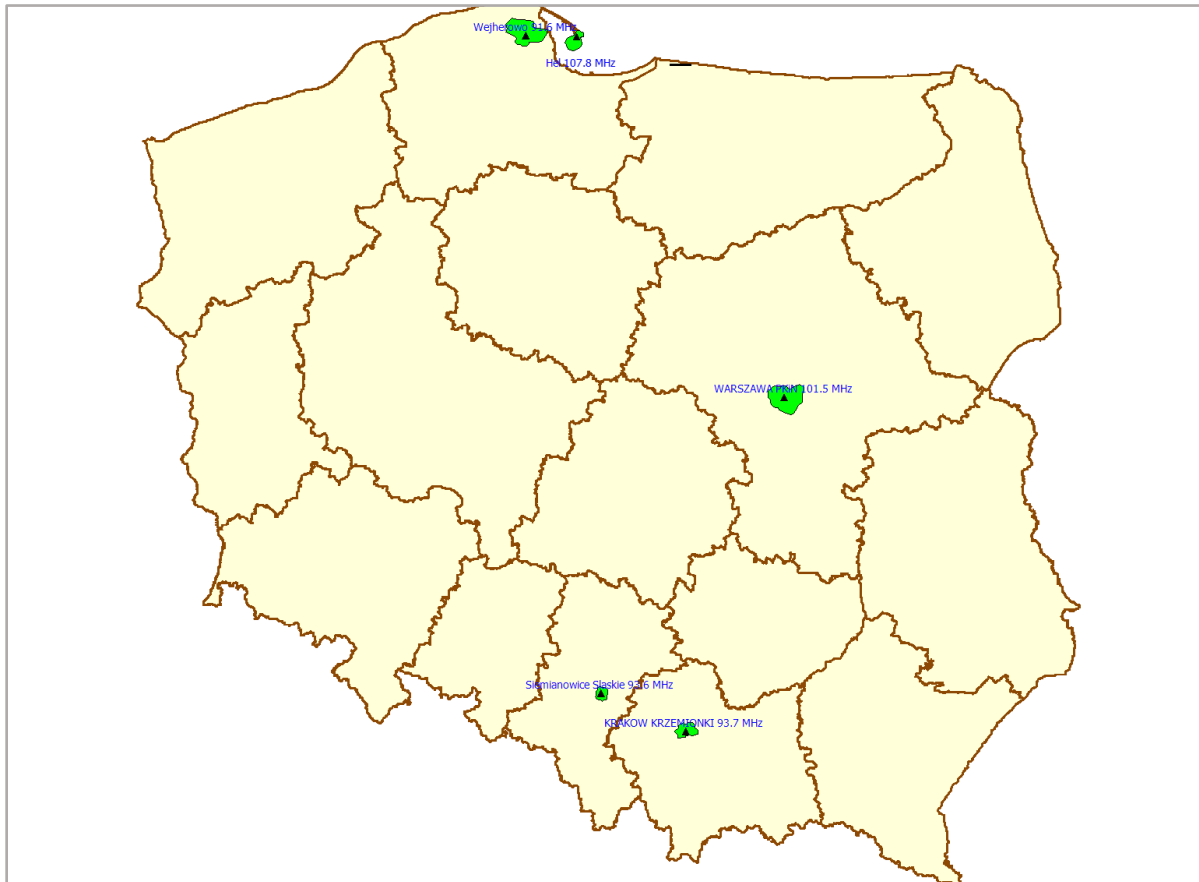 Wejherowo 91.6 MHz
Hel 107.8 MHz
WARSZAWA PKiN 101.5 MHz
Siemianowice Slaskie 93.6 MHz
KRAKOW KRZEMIONKI 93.7 MHz